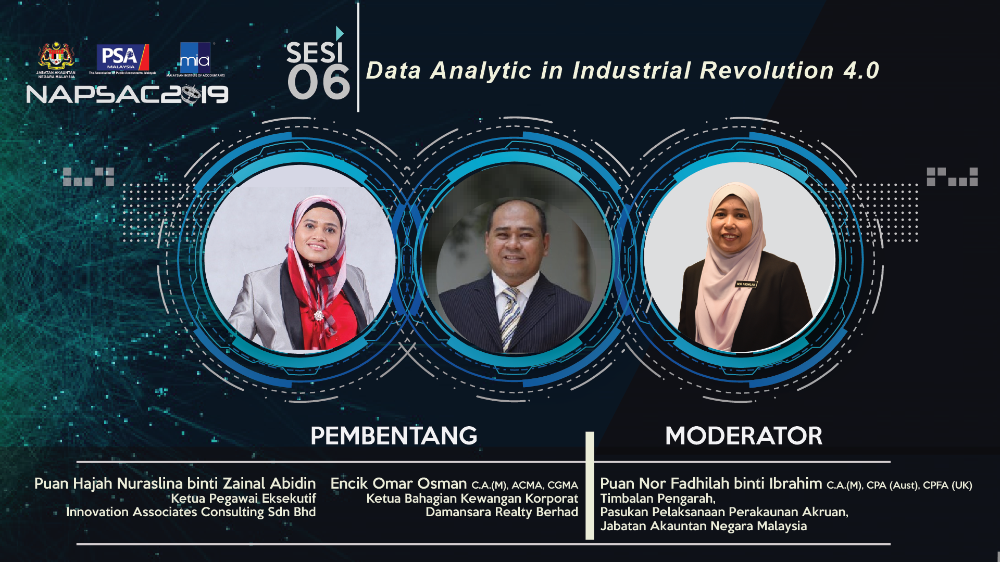 JABATAN AKAUNTAN
NEGARA MALAYSIA
PSA
MALAYSIA
The Association Of Public Accountants, Malaysia
mia
MALAYSIAN INSTITUTE OF ACCOUNTANTS
NAPSAC2019
SESI
06
Data Analytic in Industrial Revolution 4.0
NOR FADHILAH
PEMBENTANG
MODERATOR
Puan Hajah Nuraslina binti Zainal Abidin
Ketua Pegawai Eksekutif
Innovation Associates Consulting Sdn Bhd
Encik Omar Osman C.A.(M), ACMA, CGMA
Ketua Bahagian Kewangan Korporat
Damansara Realty Berhad
Puan Nor Fadhilah binti Ibrahim C.A.(M), CPA (Aust), CPFA (UK)
Timbalan Pengarah,
Pasukan Pelaksanaan Perakaunan Akruan,
Jabatan Akauntan Negara Malaysia